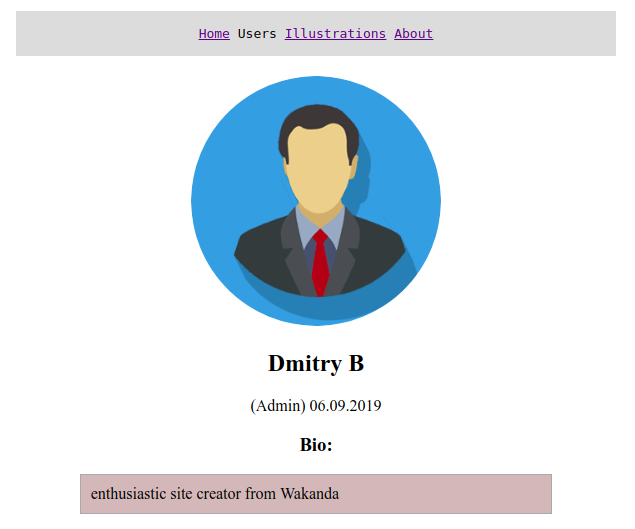 Home Users Illustrations About
Dmitry B
(Admin) 06.09.2019
Bio:
enthusiastic site creator from Wakanda